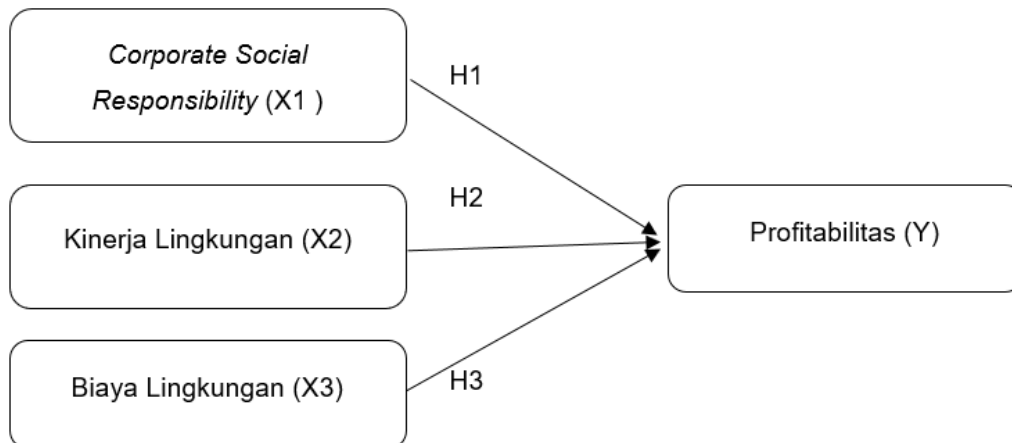 Corporate Social
Responsibility (X1 )
H1
Kinerja Lingkungan (X2)
H2
Profitabilitas (Y)
Biaya Lingkungan (X3)
H3